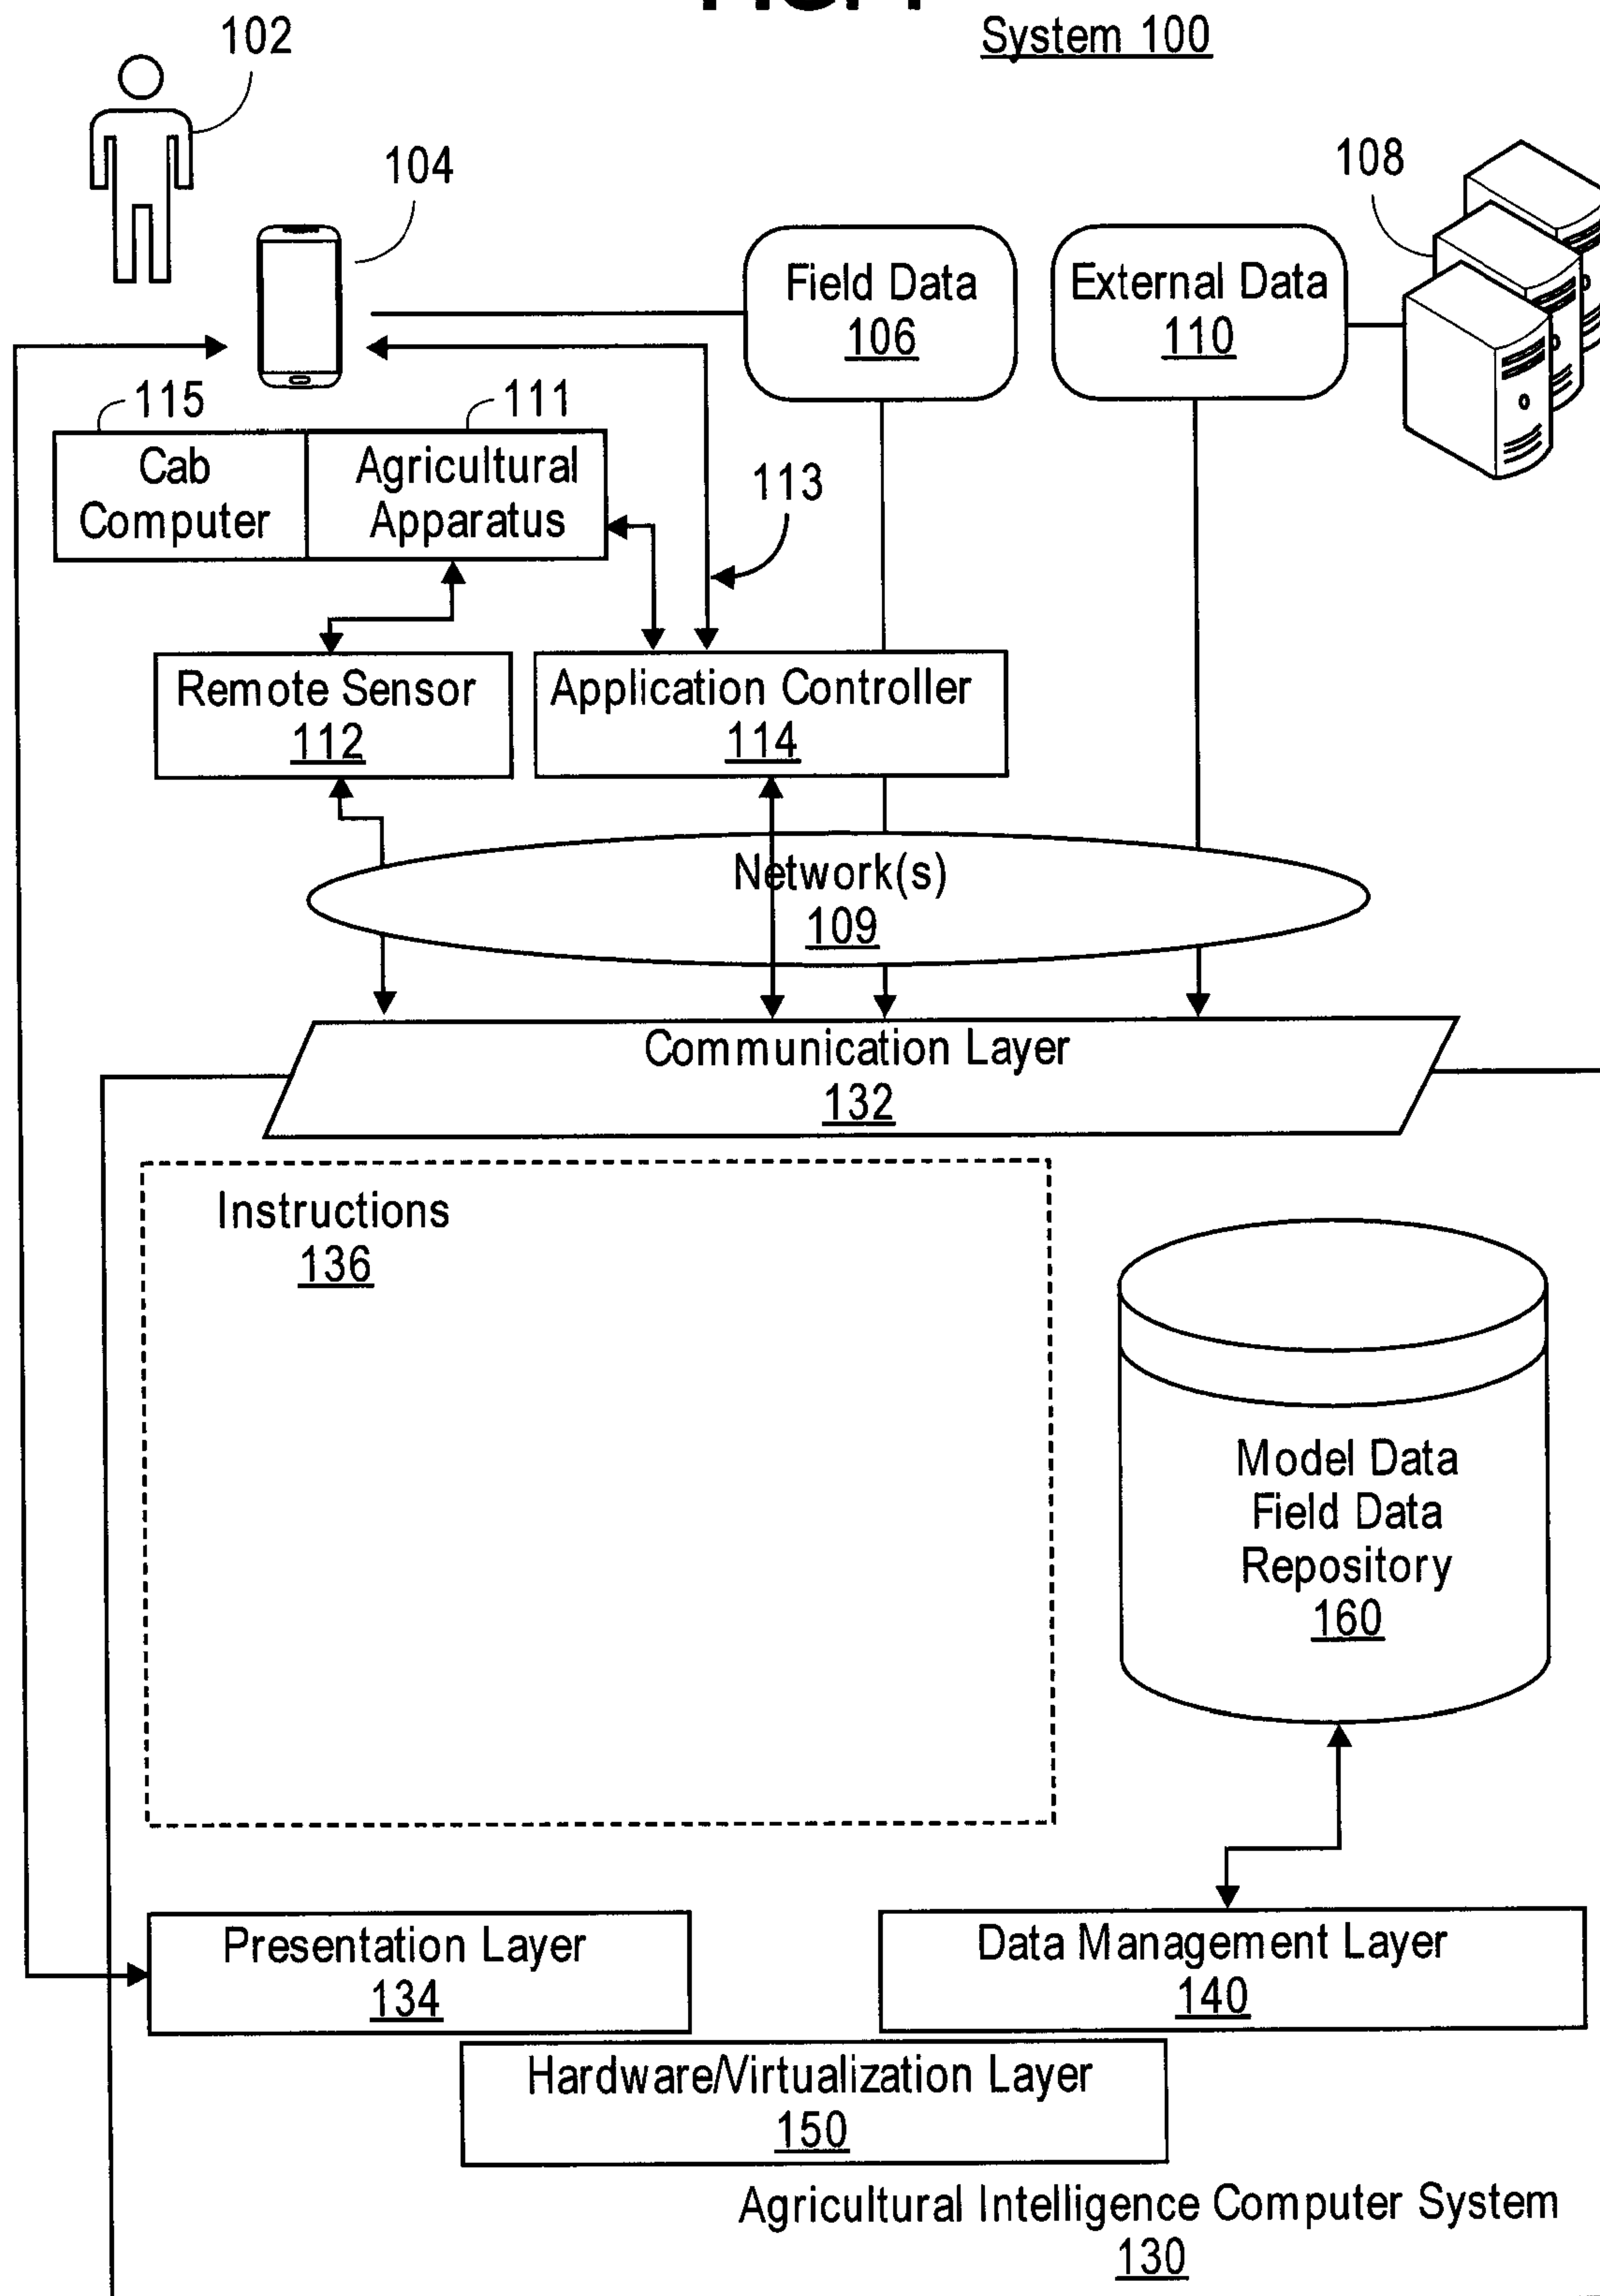 System 100
102
104
108
Field Data
106
External Data
110
115
111
Cab
Computer
Agricultural
Apparatus
113
Remote Sensor
112
Application Controller
114
Network(s)
109
Communication Layer
132
Instructions
136
Model Data
Field Data
Repository
160
Presentation Layer
134
Data Management Layer
140
Hardware/Virtualization Layer
150
Agricultural Intelligence Computer System
130